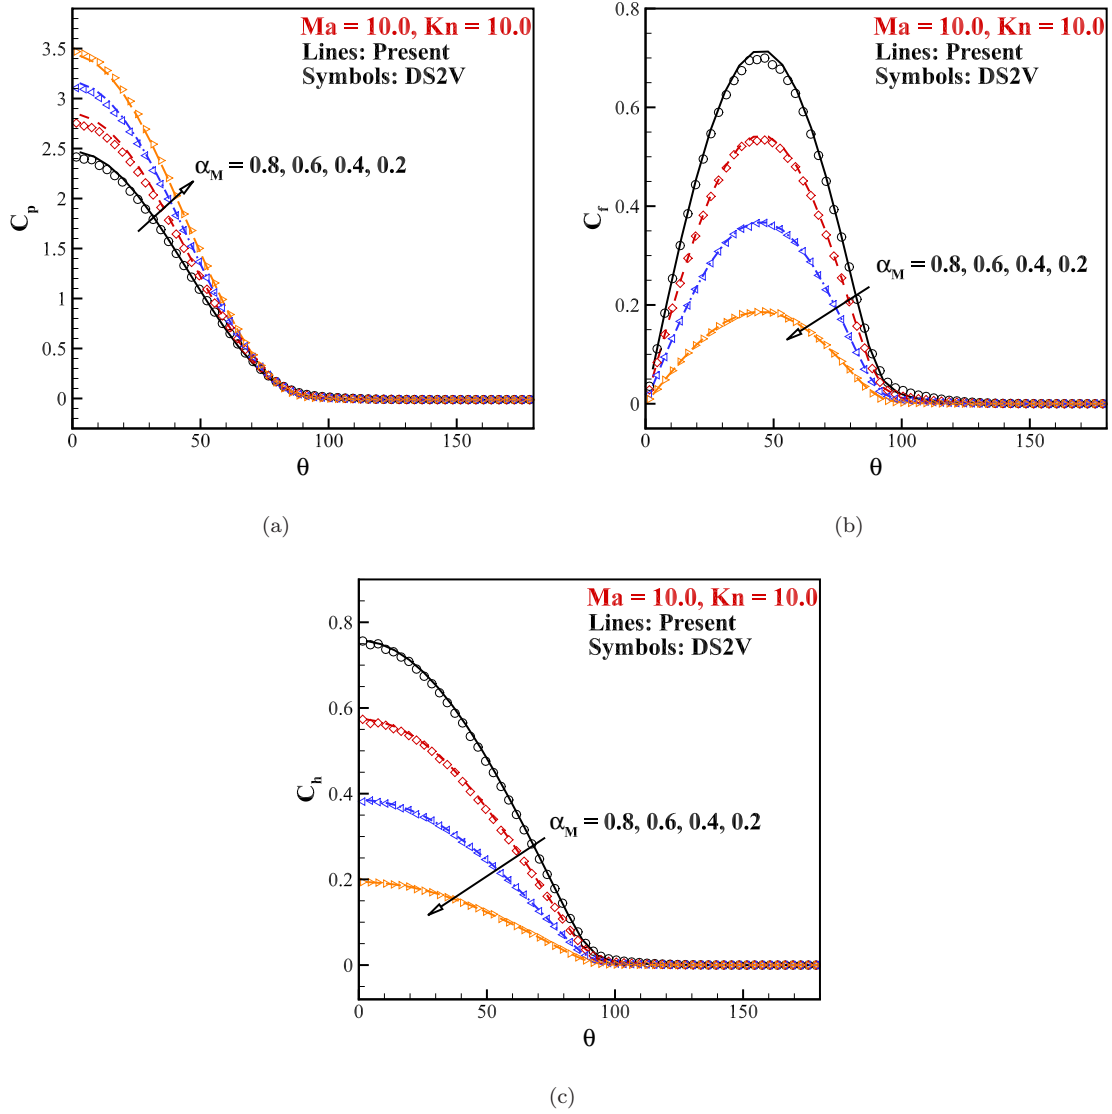 Ma = 10.0, Kn = 10.0
Lines: Present
Symbols: DS2V
3.5
3
2.5
2
1.5
1
0.5
0
C_p
α_M = 0.8, 0.6, 0.4, 0.2
0 50 100 150
θ
(a)
Ma = 10.0, Kn = 10.0
Lines: Present
Symbols: DS2V
0.8
0.6
0.4
0.2
0
C_f
α_M = 0.8, 0.6, 0.4, 0.2
0 50 100 150
θ
(b)
Ma = 10.0, Kn = 10.0
Lines: Present
Symbols: DS2V
0.8
0.6
0.4
0.2
0
C_h
α_M = 0.8, 0.6, 0.4, 0.2
0 50 100 150
θ
(c)